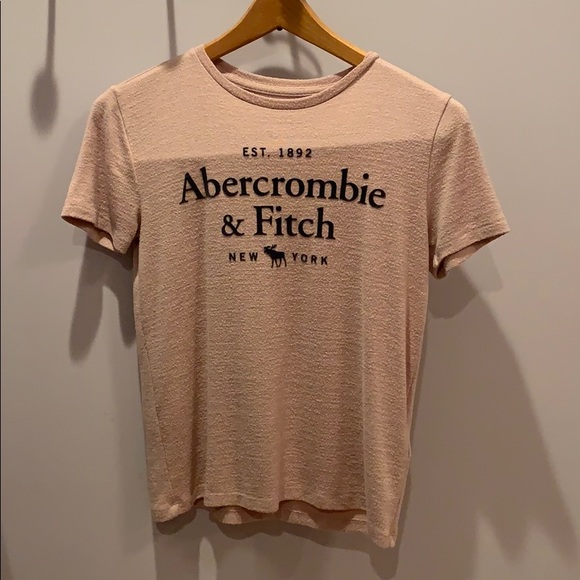 EST. 1892
Abercrombie
& Fitch
NEW YORK